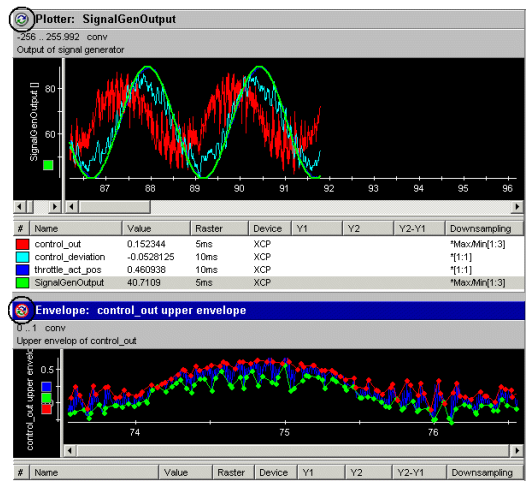 Plotter: SignalGenOutput
-256 .. 255.992 conv
Output of signal generator
SignalGenOutput []
80
60
87 88 89 90 91 92 93 94 95 96
# Name Value Raster Device Y1 Y2 Y2-Y1 Downsampling
control_out 0.152344 5ms XCP *Max/Min[1:3]
control_deviation -0.0528125 10ms XCP *[1:1]
throttle_act_pos 0.460938 10ms XCP *[1:1]
SignalGenOutput 40.7109 5ms XCP *Max/Min[1:3]
Envelope: control_out upper envelope
0 .. 1 conv
Upper envelop of control_out
control_out upper envelo
0.5
74 75 76
# Name Value Raster Device Y1 Y2 Y2-Y1 Downsampling